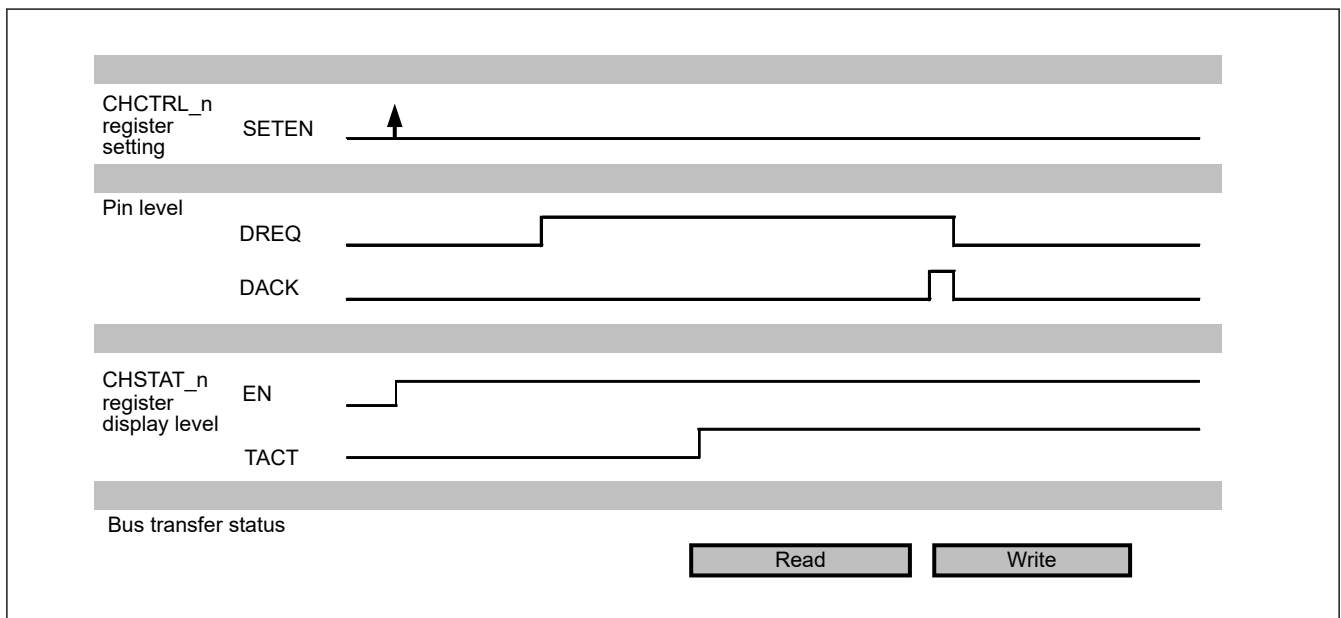 CHCTRL_n
register
setting
SETEN
Pin level
DREQ
DACK
CHSTAT_n
register
display level
EN
TACT
Bus transfer status
Read
Write